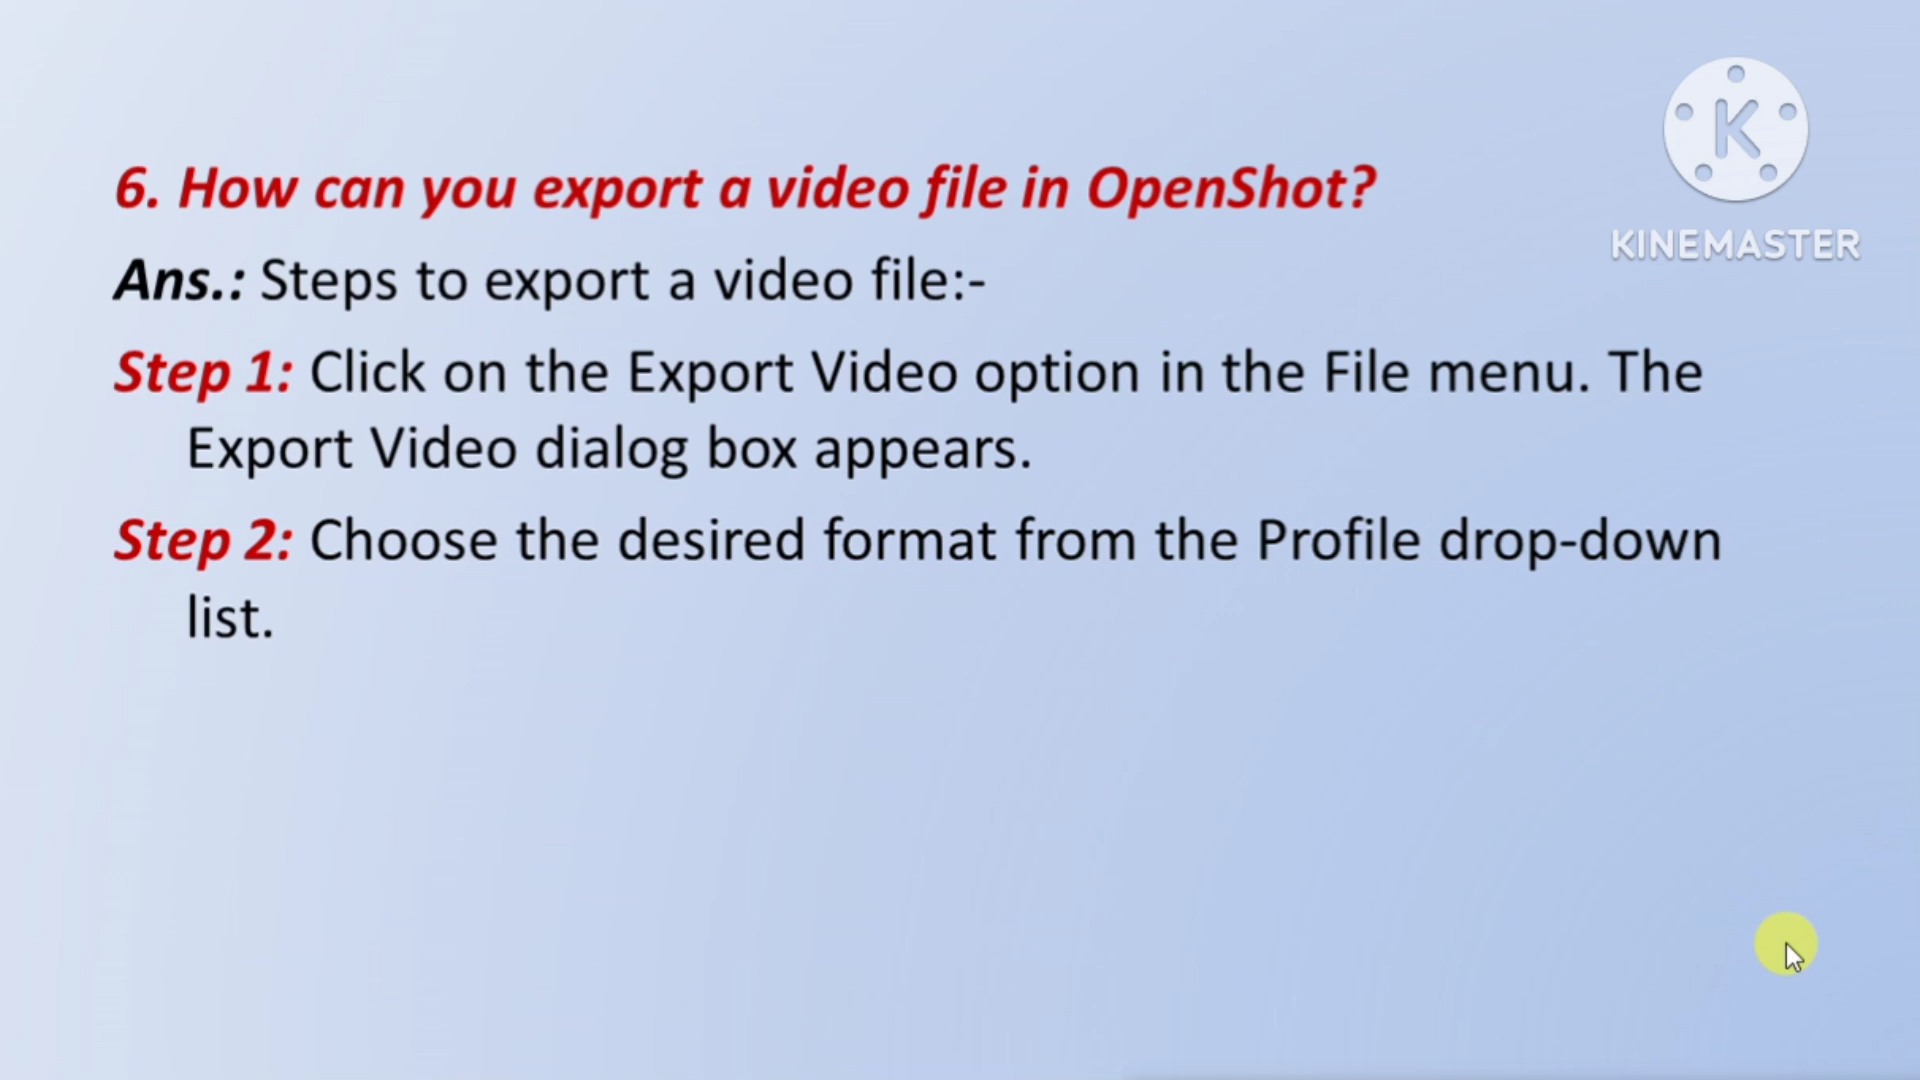 6. How can you export a video file in OpenShot?
Ans.: Steps to export a video file:-
Step 1: Click on the Export Video option in the File menu. The
Export Video dialog box appears.
Step 2: Choose the desired format from the Profile drop-down
list.
K
KINEMASTER